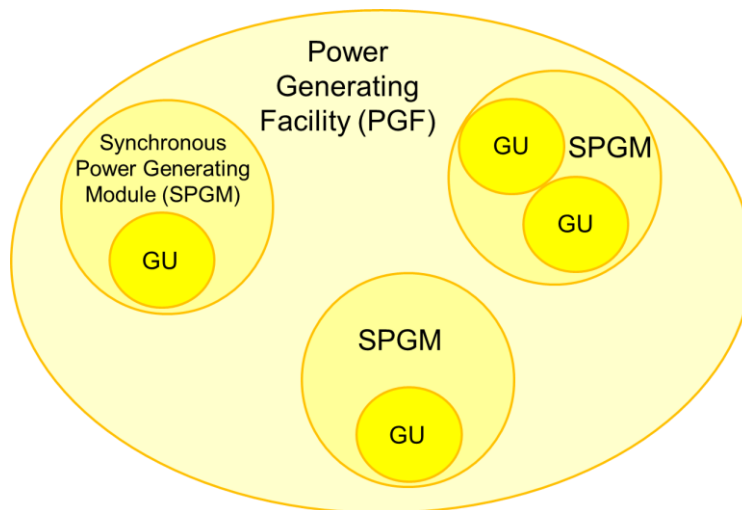 Power
Generating
Facility (PGF)
Synchronous
Power Generating
Module (SPGM)
GU
GU
SPGM
GU
SPGM
GU